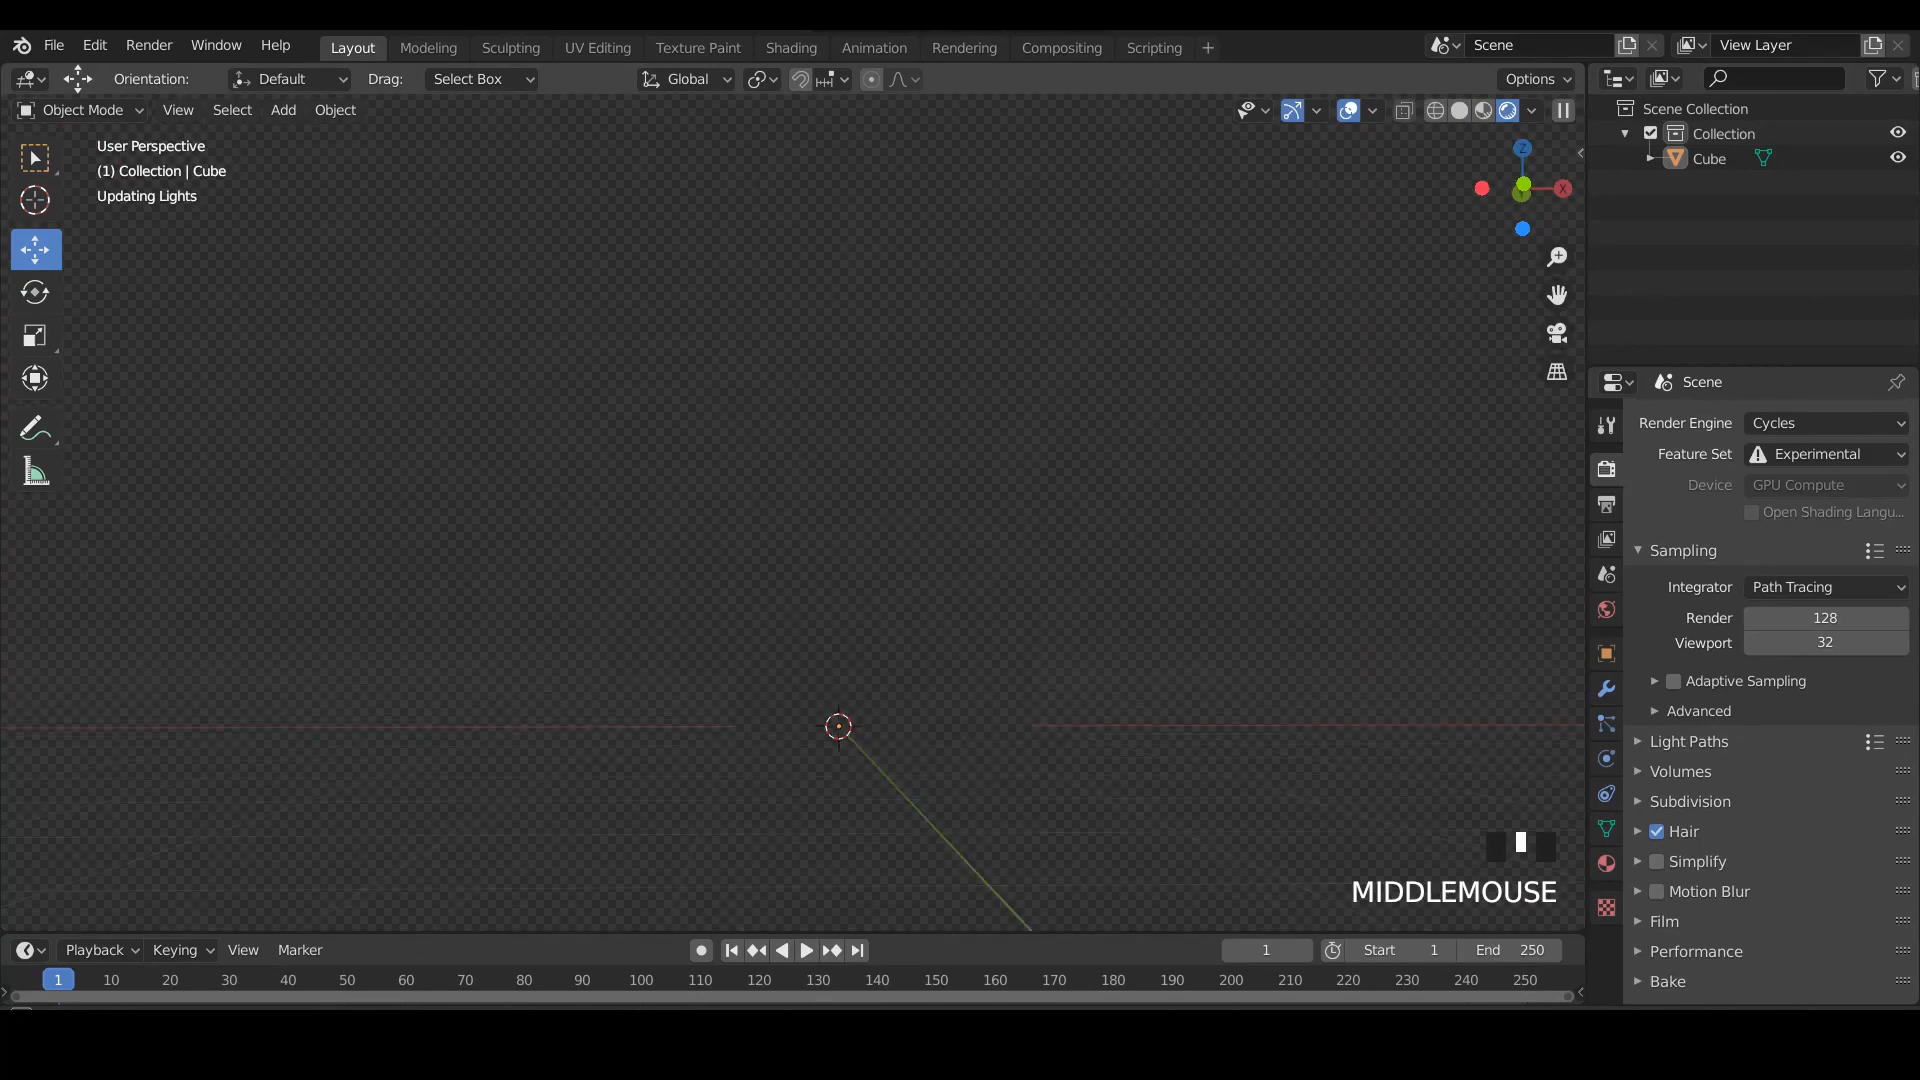 File Edit Render Window Help Layout Modeling Sculpting UV Editing Texture Paint Shading Animation Rendering Compositing Scripting + Scene View Layer
Orientation: Default Drag: Select Box Global Options
Object Mode View Select Add Object
User Perspective
(1) Collection | Cube
Updating Lights
Z
X
Scene Collection
Collection
Cube
Scene
Render Engine Cycles
Feature Set Experimental
Device GPU Compute
Open Shading Langu...
Sampling
Integrator Path Tracing
Render 128
Viewport 32
Adaptive Sampling
Advanced
Light Paths
Volumes
Subdivision
Hair
Simplify
Motion Blur
Film
Performance
Bake
MIDDLEMOUSE
Playback Keying View Marker 1 Start 1 End 250
1 10 20 30 40 50 60 70 80 90 100 110 120 130 140 150 160 170 180 190 200 210 220 230 240 250